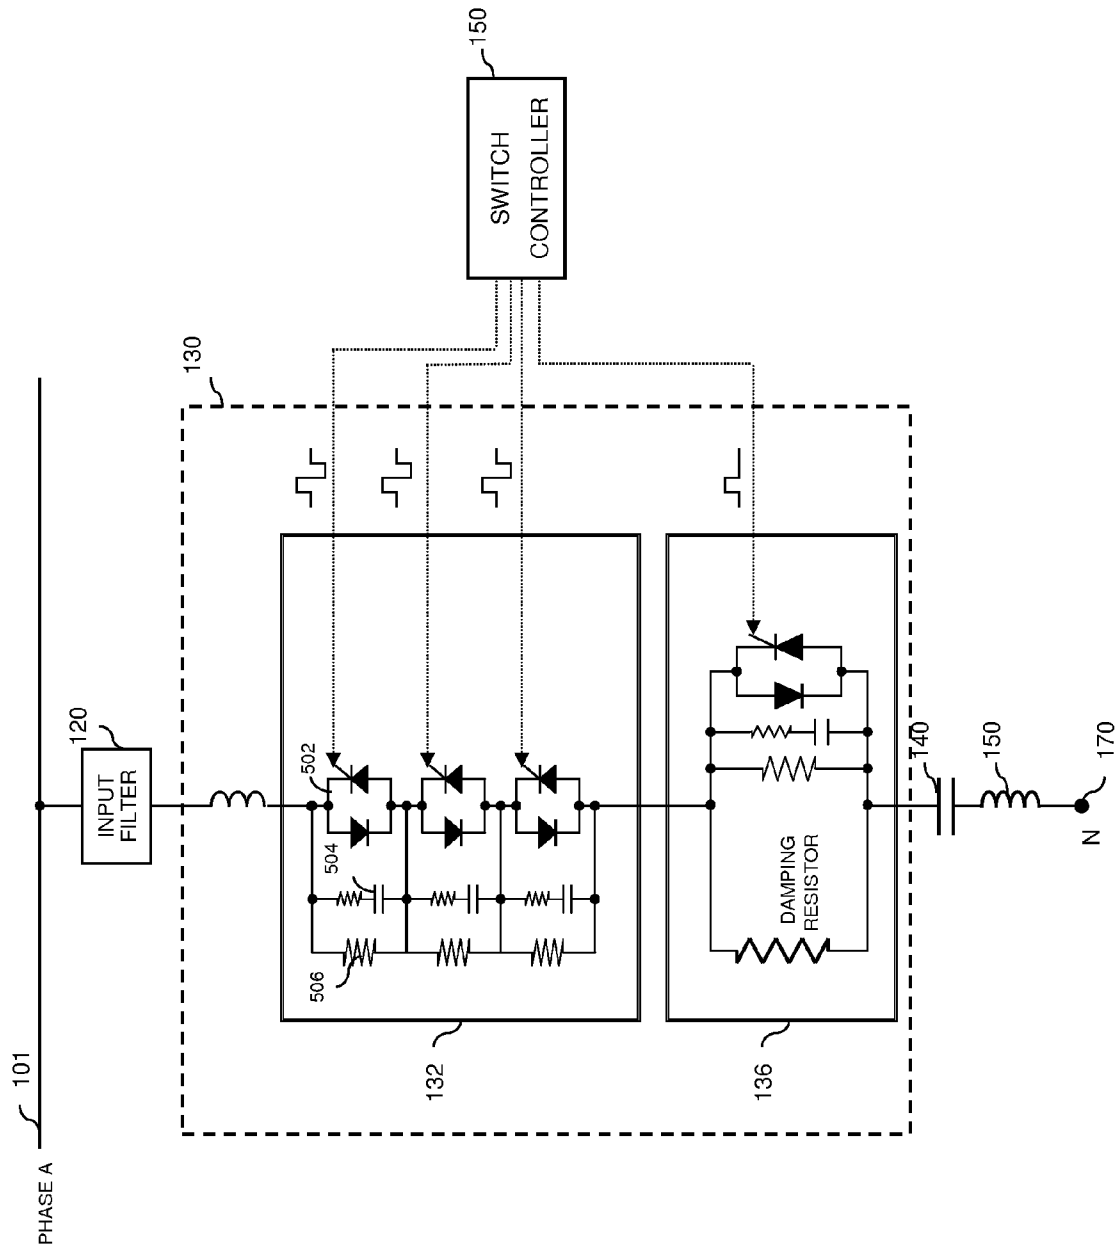 101
PHASE A
120
INPUT
FILTER
130
502
504
506
132
150
SWITCH
CONTROLLER
136
DAMPING
RESISTOR
140
150
N
170